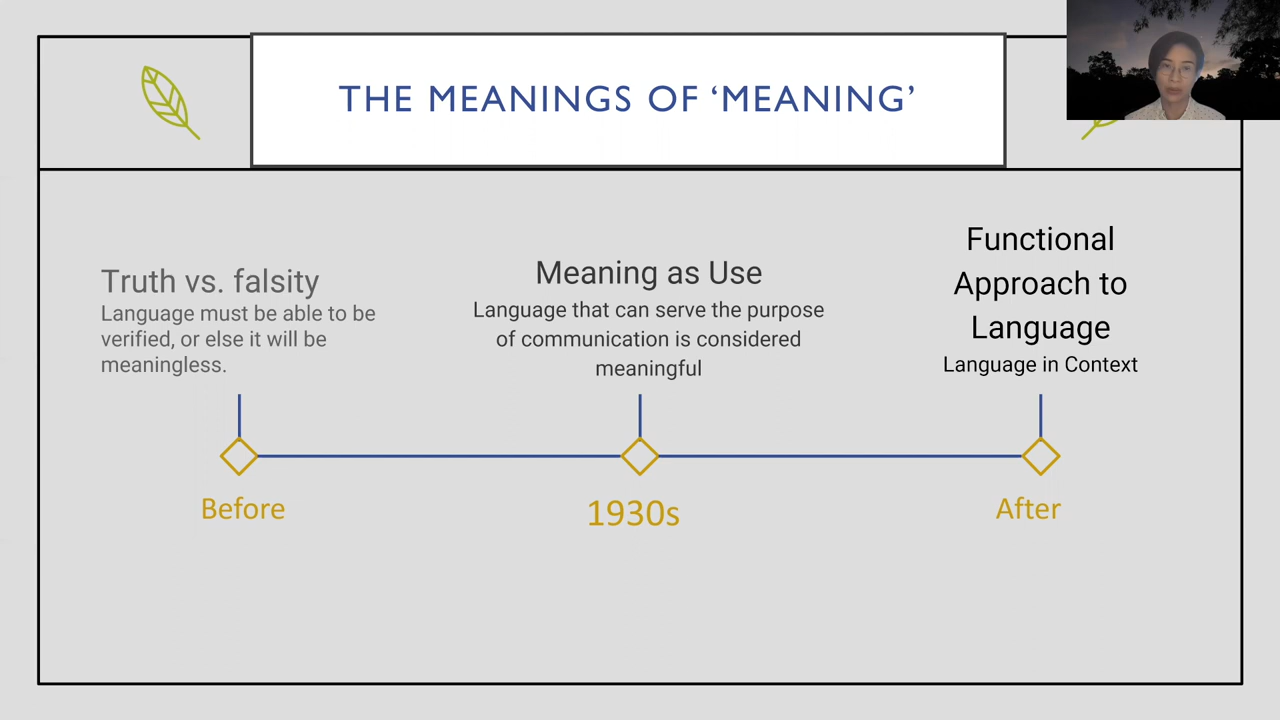 THE MEANINGS OF ‘MEANING’
Truth vs. falsity
Language must be able to be
verified, or else it will be
meaningless.
Meaning as Use
Language that can serve the purpose
of communication is considered
meaningful
Functional
Approach to
Language
Language in Context
Before
1930s
After